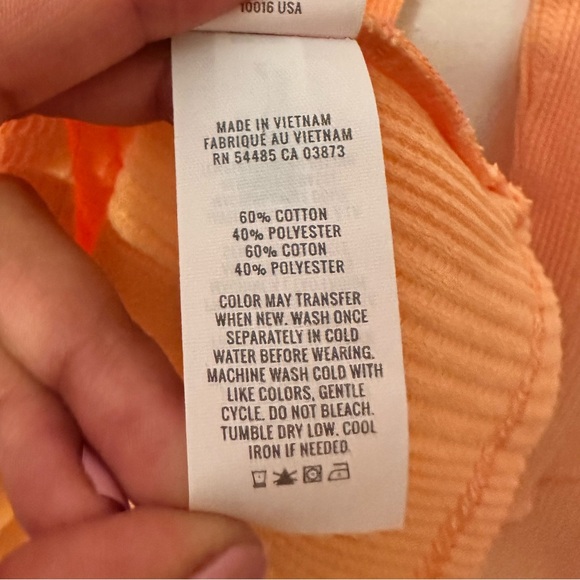 10016 USA
MADE IN VIETNAM
FABRIQUÉ AU VIETNAM
RN 54485 CA 03873
60% COTTON
40% POLYESTER
60% COTON
40% POLYESTER
COLOR MAY TRANSFER
WHEN NEW. WASH ONCE
SEPARATELY IN COLD
WATER BEFORE WEARING.
MACHINE WASH COLD WITH
LIKE COLORS, GENTLE
CYCLE. DO NOT BLEACH.
TUMBLE DRY LOW. COOL
IRON IF NEEDED